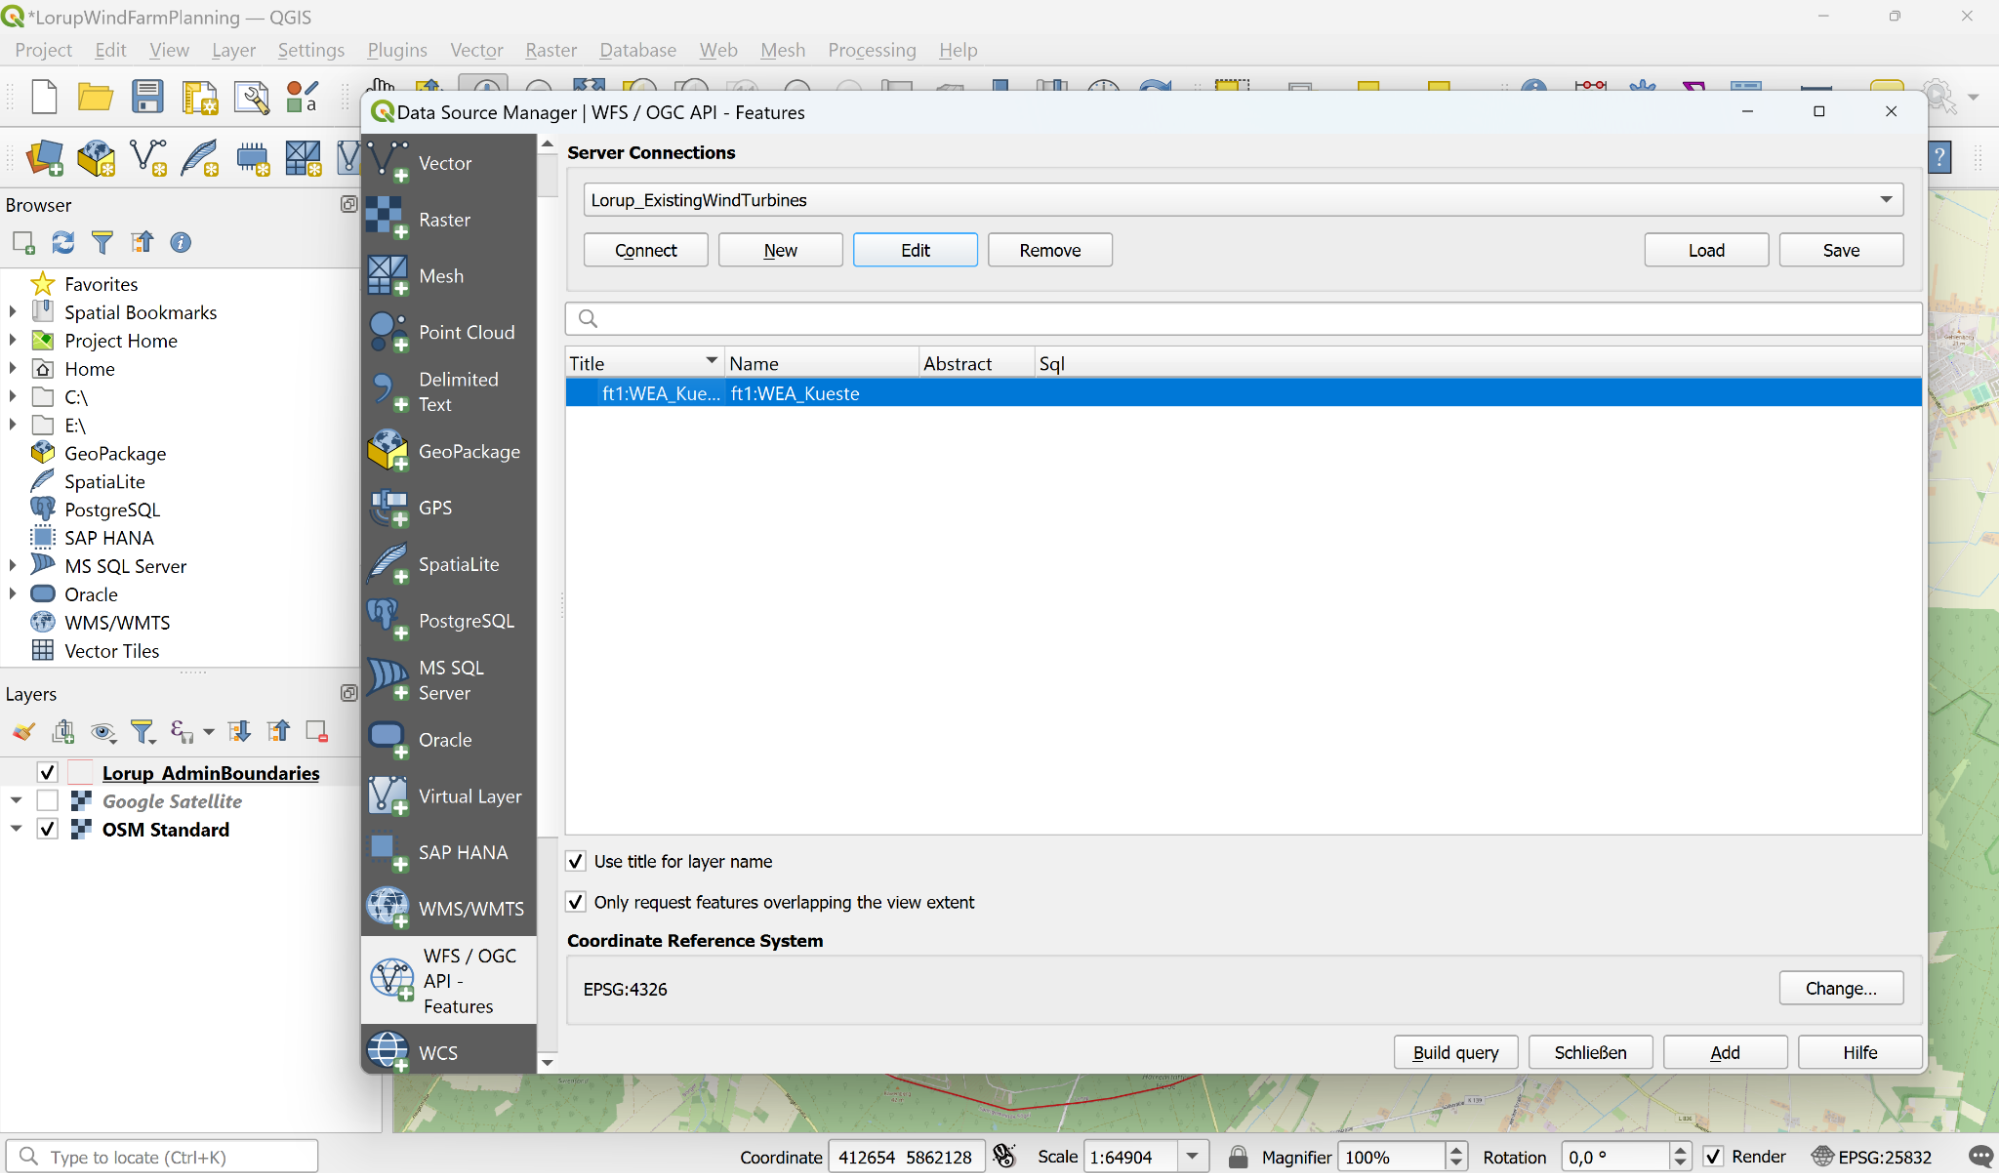 *LorupWindFarmPlanning — QGIS
Project Edit View Layer Settings Plugins Vector Raster Database Web Mesh Processing Help
Data Source Manager | WFS / OGC API - Features
Browser
Favorites
Spatial Bookmarks
Project Home
Home
C:\
E:\
GeoPackage
SpatiaLite
PostgreSQL
SAP HANA
MS SQL Server
Oracle
WMS/WMTS
Vector Tiles
Layers
Lorup_AdminBoundaries
Google Satellite
OSM Standard
Vector
Raster
Mesh
Point Cloud
Delimited
Text
GeoPackage
GPS
SpatiaLite
PostgreSQL
MS SQL
Server
Oracle
Virtual Layer
SAP HANA
WMS/WMTS
WFS / OGC
API -
Features
WCS
Server Connections
Lorup_ExistingWindTurbines
Connect New Edit Remove Load Save
Title Name Abstract Sql
ft1:WEA_Kue... ft1:WEA_Kueste
Use title for layer name
Only request features overlapping the view extent
Coordinate Reference System
EPSG:4326
Change...
Build query Schließen Add Hilfe
Type to locate (Ctrl+K)
Coordinate 412654 5862128 Scale 1:64904 Magnifier 100% Rotation 0,0 ° Render EPSG:25832